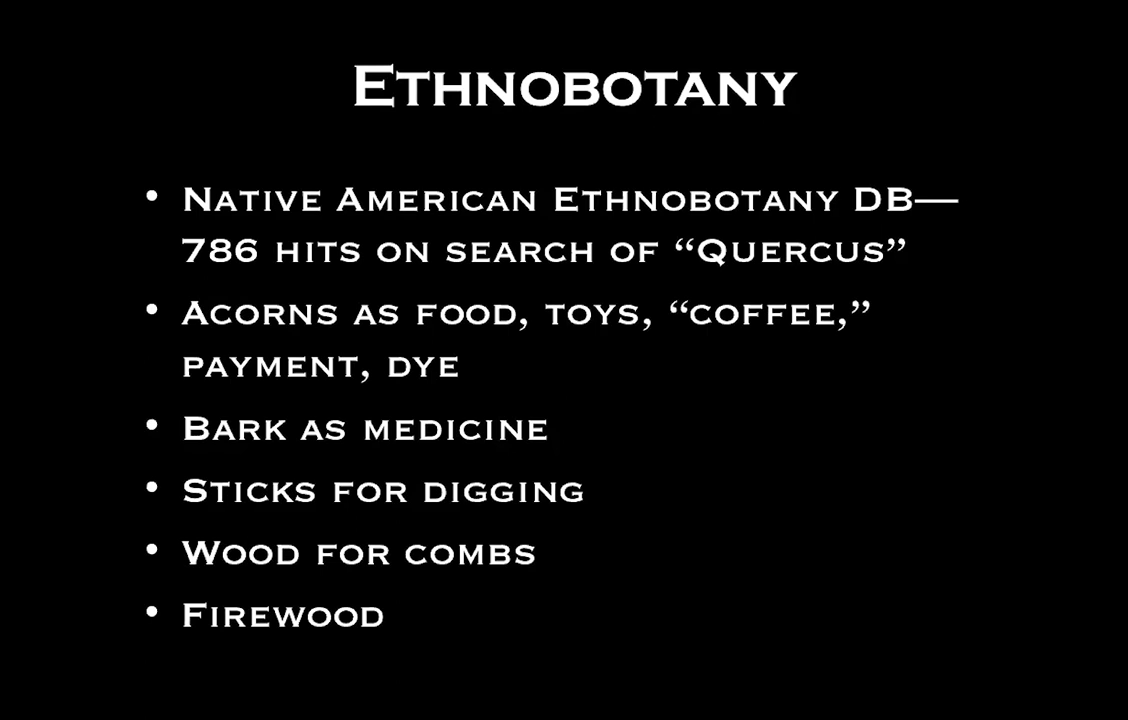 Ethnobotany
• Native American Ethnobotany DB—
786 hits on search of “Quercus”
• Acorns as food, toys, “coffee,”
payment, dye
• Bark as medicine
• Sticks for digging
• Wood for combs
• Firewood